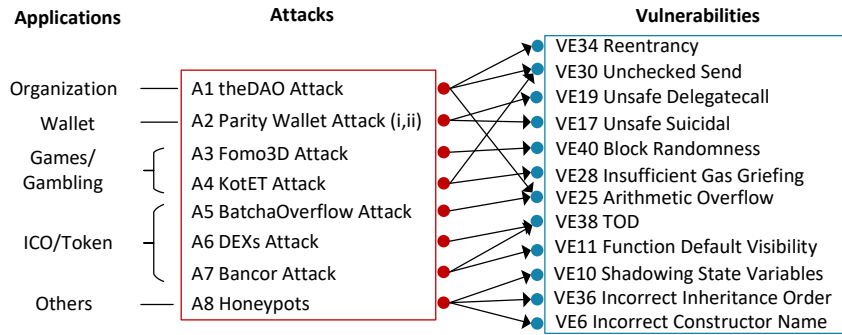 Applications
Attacks
Vulnerabilities
Organization
Wallet
Games/
Gambling
ICO/Token
Others
A1 theDAO Attack
A2 Parity Wallet Attack (i,ii)
A3 Fomo3D Attack
A4 KotET Attack
A5 BatchaOverflow Attack
A6 DEXs Attack
A7 Bancor Attack
A8 Honeypots
VE34 Reentrancy
VE30 Unchecked Send
VE19 Unsafe Delegatecall
VE17 Unsafe Suicidal
VE40 Block Randomness
VE28 Insufficient Gas Griefing
VE25 Arithmetic Overflow
VE38 TOD
VE11 Function Default Visibility
VE10 Shadowing State Variables
VE36 Incorrect Inheritance Order
VE6 Incorrect Constructor Name